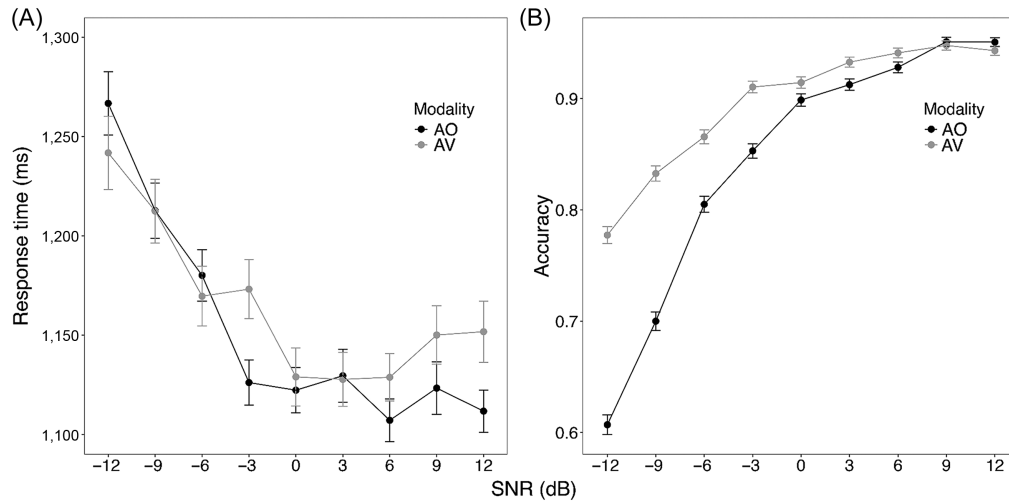 (A)
1,300
1,250
1,200
1,150
1,100
Response time (ms)
Modality
AO
AV
−12 −9 −6 −3 0 3 6 9 12
(B)
0.9
0.8
0.7
0.6
Accuracy
Modality
AO
AV
−12 −9 −6 −3 0 3 6 9 12
SNR (dB)